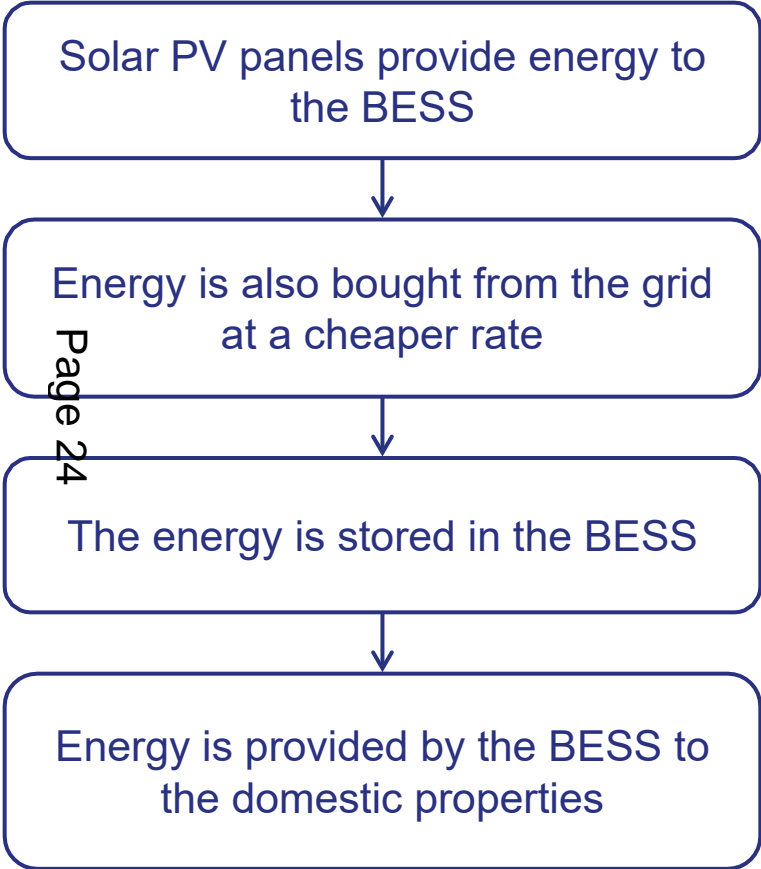 Solar PV panels provide energy to
the BESS
Energy is also bought from the grid
at a cheaper rate
Page 24
The energy is stored in the BESS
Energy is provided by the BESS to
the domestic properties